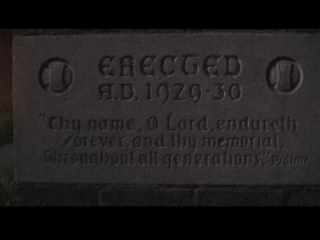 ERECTED
A.D. 1929-30
"Thy name, O Lord, endureth
forever, and thy memorial,
throughout all generations." Psalms